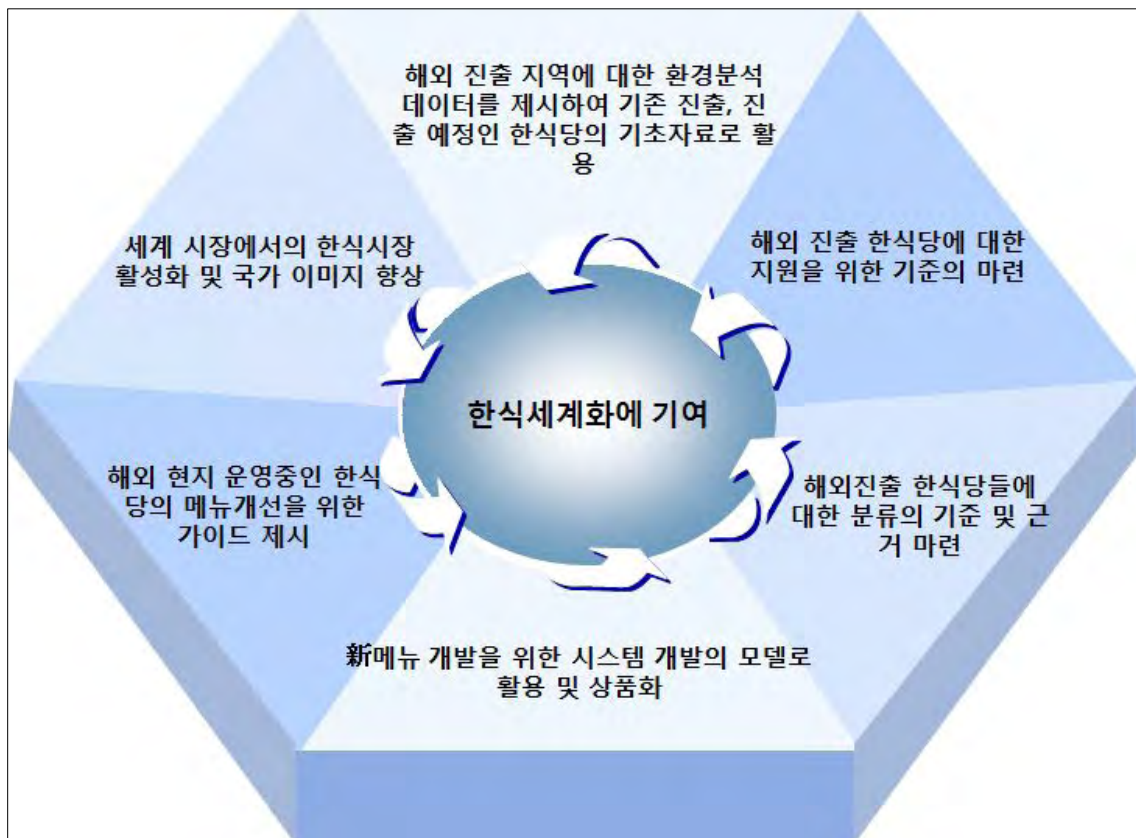 해외 진출 지역에 대한 환경분석
데이터를 제시하여 기존 진출, 진
출 예정인 한식당의 기초자료로 활
용
세계 시장에서의 한식시장
활성화 및 국가 이미지 향상
해외 진출 한식당에 대한
지원을 위한 기준의 마련
한식세계화에 기여
해외 현지 운영중인 한식
당의 메뉴개선을 위한
가이드 제시
해외진출 한식당들에
대한 분류의 기준 및 근
거 마련
新메뉴 개발을 위한 시스템 개발의 모델로
활용 및 상품화